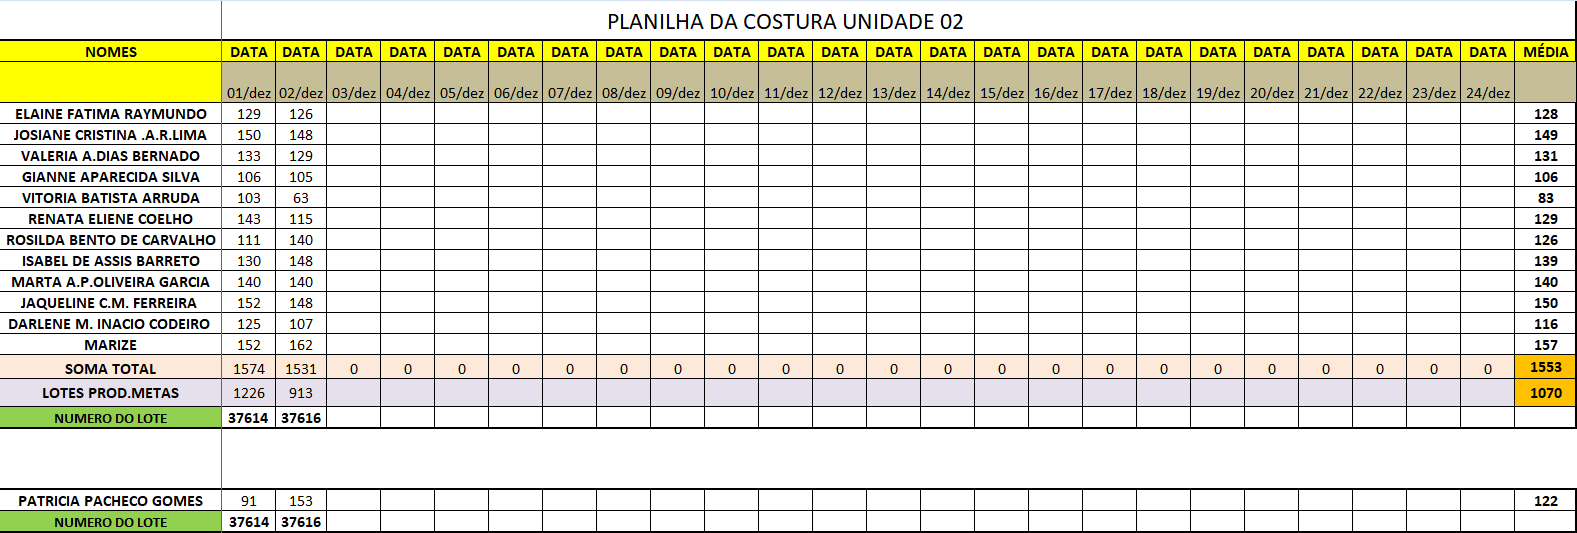 PLANILHA DA COSTURA UNIDADE 02
NOMES DATA DATA DATA DATA DATA DATA DATA DATA DATA DATA DATA DATA DATA DATA DATA DATA DATA DATA DATA DATA DATA DATA DATA DATA MÉDIA
01/dez 02/dez 03/dez 04/dez 05/dez 06/dez 07/dez 08/dez 09/dez 10/dez 11/dez 12/dez 13/dez 14/dez 15/dez 16/dez 17/dez 18/dez 19/dez 20/dez 21/dez 22/dez 23/dez 24/dez
ELAINE FATIMA RAYMUNDO 129 126 128
JOSIANE CRISTINA .A.R.LIMA 150 148 149
VALERIA A.DIAS BERNADO 133 129 131
GIANNE APARECIDA SILVA 106 105 106
VITORIA BATISTA ARRUDA 103 63 83
RENATA ELIENE COELHO 143 115 129
ROSILDA BENTO DE CARVALHO 111 140 126
ISABEL DE ASSIS BARRETO 130 148 139
MARTA A.P.OLIVEIRA GARCIA 140 140 140
JAQUELINE C.M. FERREIRA 152 148 150
DARLENE M. INACIO CODEIRO 125 107 116
MARIZE 152 162 157
SOMA TOTAL 1574 1531 0 0 0 0 0 0 0 0 0 0 0 0 0 0 0 0 0 0 0 0 0 0 1553
LOTES PROD.METAS 1226 913 1070
NUMERO DO LOTE 37614 37616
PATRICIA PACHECO GOMES 91 153 122
NUMERO DO LOTE 37614 37616